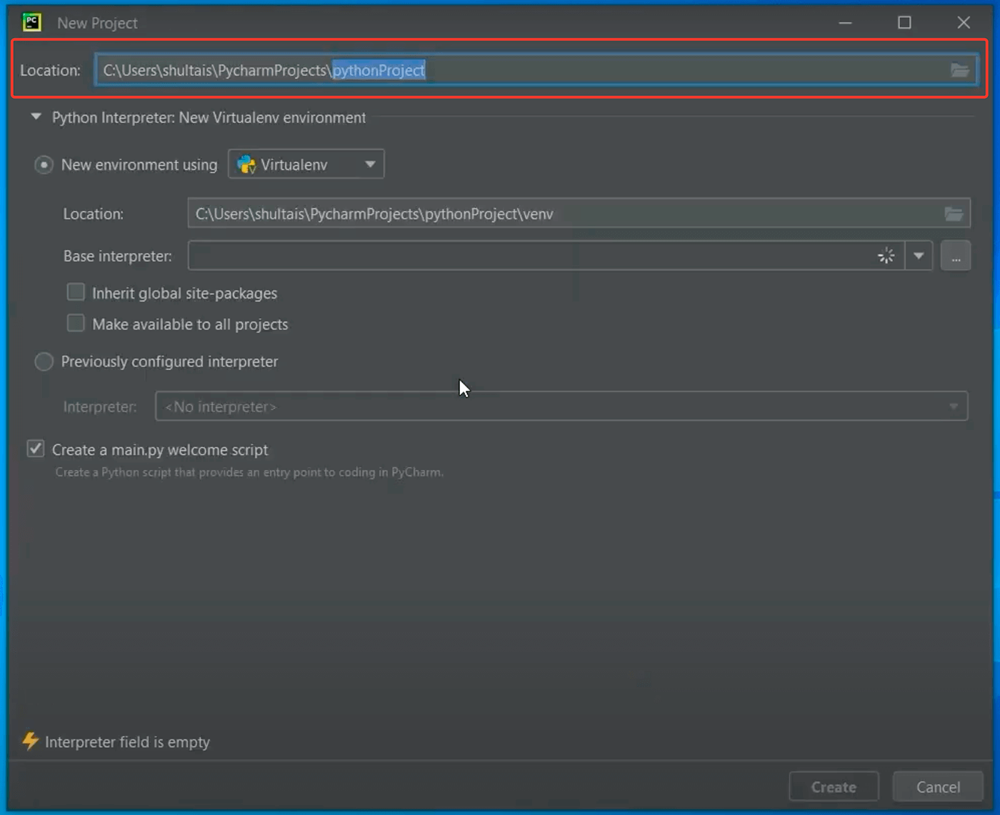 PC New Project
Location: C:\Users\shultais\PycharmProjects\pythonProject
Python Interpreter: New Virtualenv environment
New environment using Virtualenv
Location: C:\Users\shultais\PycharmProjects\pythonProject\venv
Base interpreter: ...
Inherit global site-packages
Make available to all projects
Previously configured interpreter
Interpreter: <No interpreter>
Create a main.py welcome script
Create a Python script that provides an entry point to coding in PyCharm.
Interpreter field is empty
Create Cancel